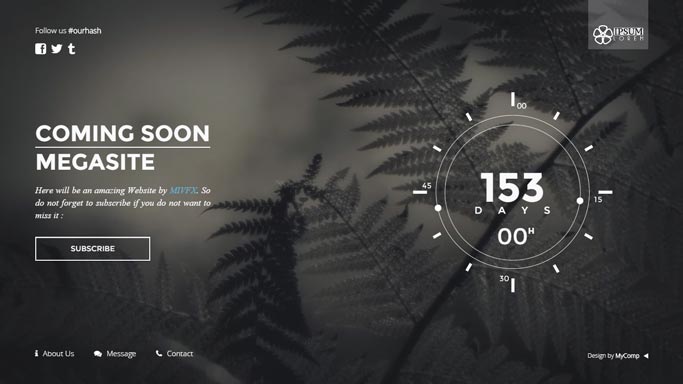 Follow us #ourhash
IPSUM
LOREM
COMING SOON
MEGASITE
Here will be an amazing Website by MIVFX. So
do not forget to subscribe if you do not want to
miss it :
SUBSCRIBE
00
45
15
30
153
DAYS
00H
About Us
Message
Contact
Design by MyComp